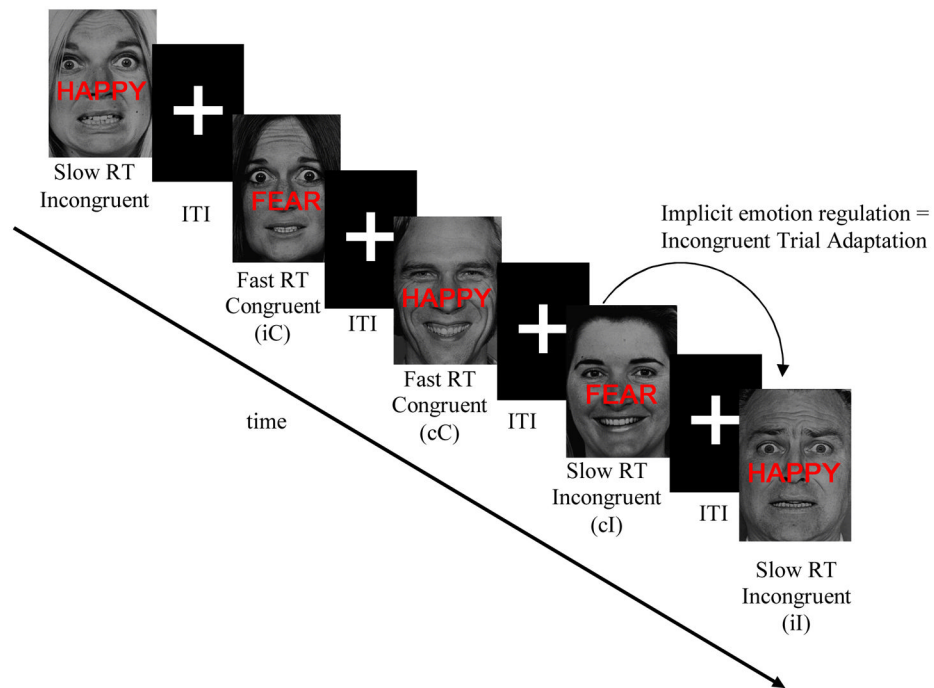 HAPPY
Slow RT
Incongruent
ITI
FEAR
Fast RT
Congruent
(iC)
ITI
HAPPY
Fast RT
Congruent
(cC)
ITI
FEAR
Slow RT
Incongruent
(cI)
ITI
HAPPY
Slow RT
Incongruent
(iI)
Implicit emotion regulation =
Incongruent Trial Adaptation
time